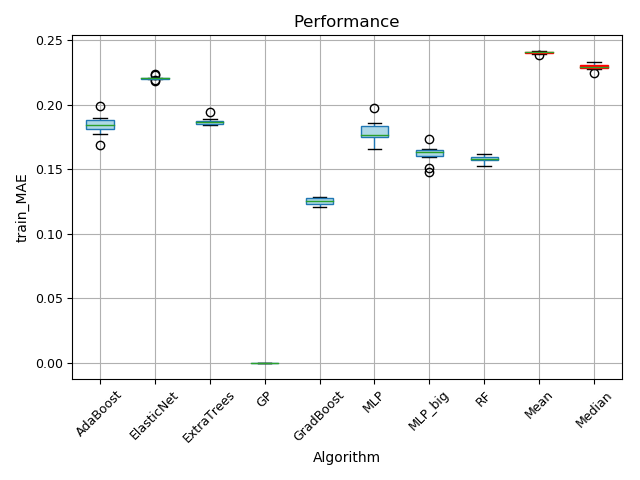 Performance
train_MAE
0.25
0.20
0.15
0.10
0.05
0.00
AdaBoost
ElasticNet
ExtraTrees
GP
GradBoost
MLP
MLP_big
RF
Mean
Median
Algorithm